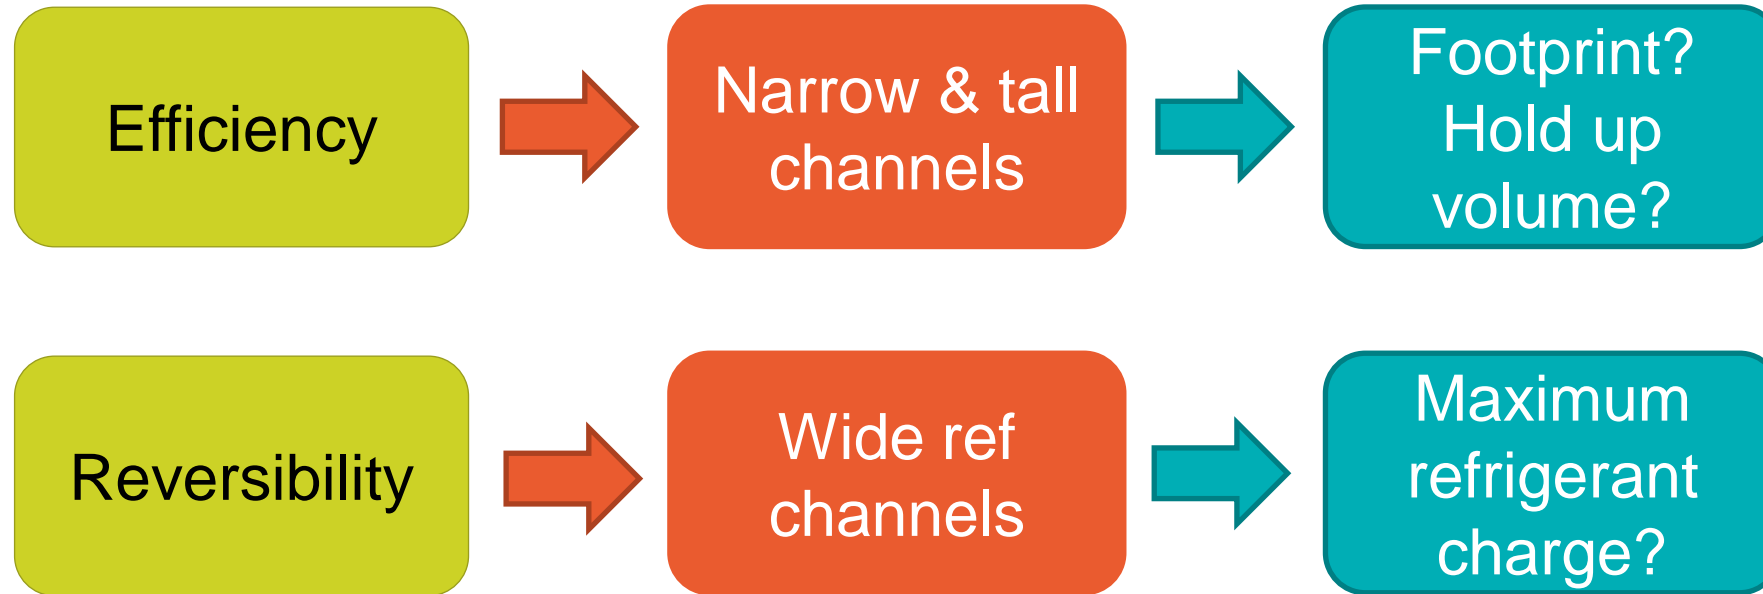 Efficiency
Narrow & tall
channels
Footprint?
Hold up
volume?
Reversibility
Wide ref
channels
Maximum
refrigerant
charge?